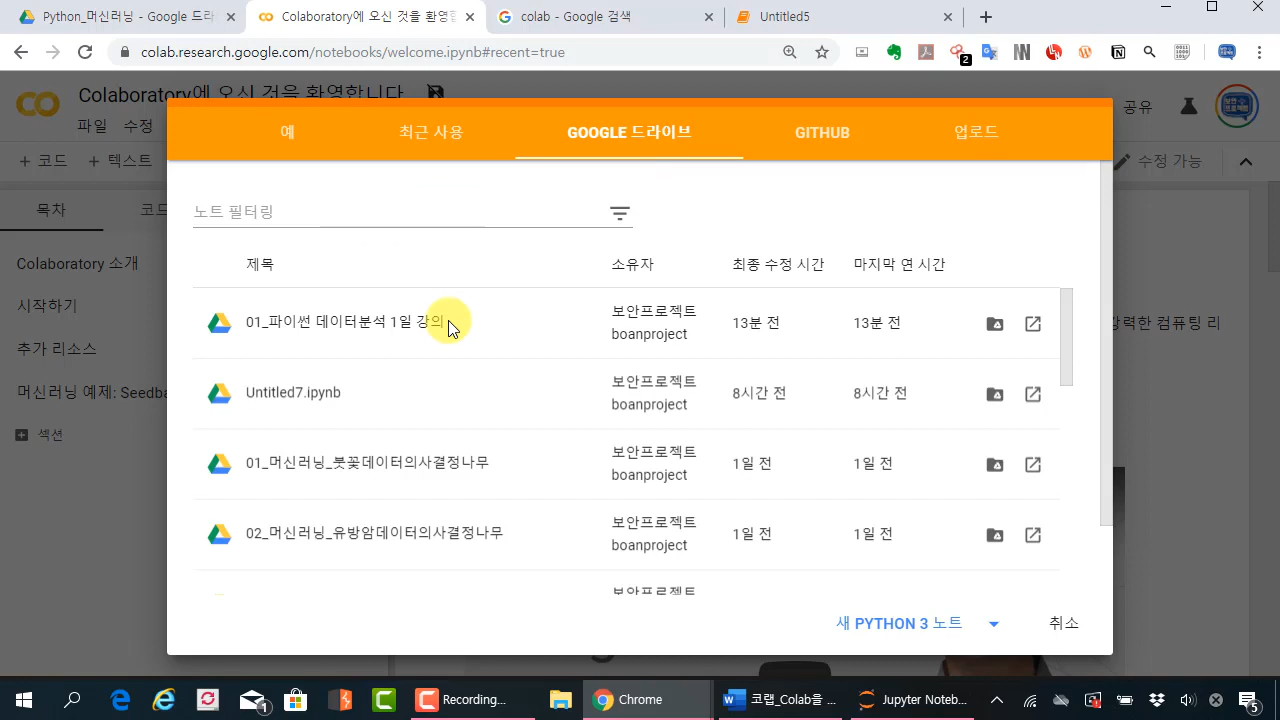 Python_머신러닝 - Google 드라
Colaboratory에 오신 것을 환영합
colab - Google 검색
Untitled5
colab.research.google.com/notebooks/welcome.ipynb#recent=true
2
Colaboratory에 오신 것을 환영합니다
파일 수정
공유
+ 코드 + 텍스트
수정 가능
목차
코드
Colaboratory 소개
시작하기
추가 리소스
머신러닝 예제: Seedba
섹션
강력한 컴퓨팅 리
예
최근 사용
GOOGLE 드라이브
GITHUB
업로드
노트 필터링
제목
소유자
최종 수정 시간
마지막 연 시간
01_파이썬 데이터분석 1일 강의
보안프로젝트
boanproject
13분 전
13분 전
Untitled7.ipynb
보안프로젝트
boanproject
8시간 전
8시간 전
01_머신러닝_붓꽃데이터의사결정나무
보안프로젝트
boanproject
1일 전
1일 전
02_머신러닝_유방암데이터의사결정나무
보안프로젝트
boanproject
1일 전
1일 전
보안프로젝트
새 PYTHON 3 노트
취소
1
Recording...
Chrome
코랩_Colab을 ...
Jupyter Noteb...
5